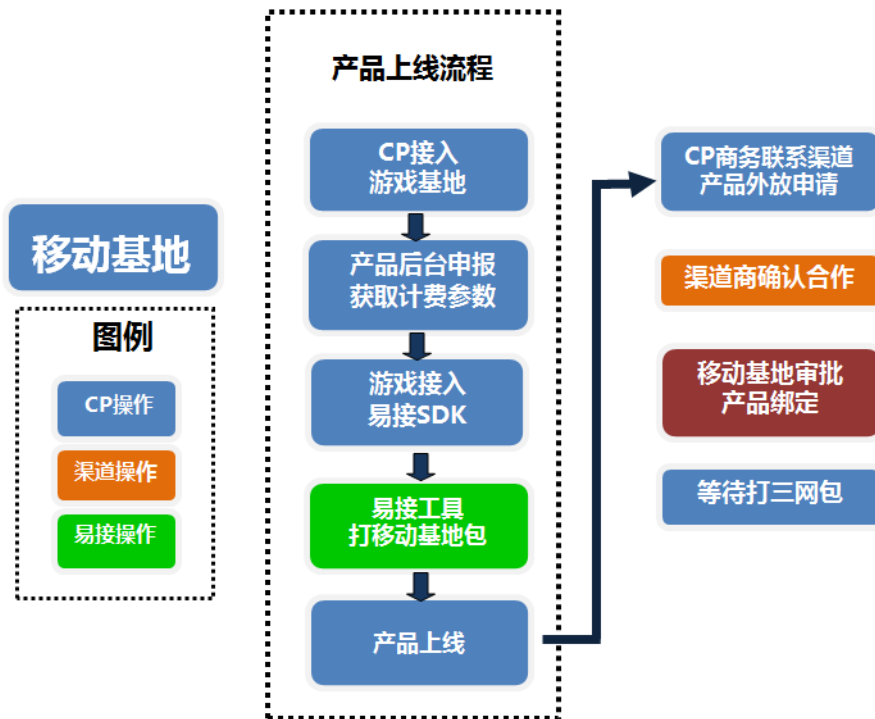 移动基地
图例
CP操作
渠道操作
易接操作
产品上线流程
CP接入
游戏基地
产品后台申报
获取计费参数
游戏接入
易接SDK
易接工具
打移动基地包
产品上线
CP商务联系渠道
产品外放申请
渠道商确认合作
移动基地审批
产品绑定
等待打三网包